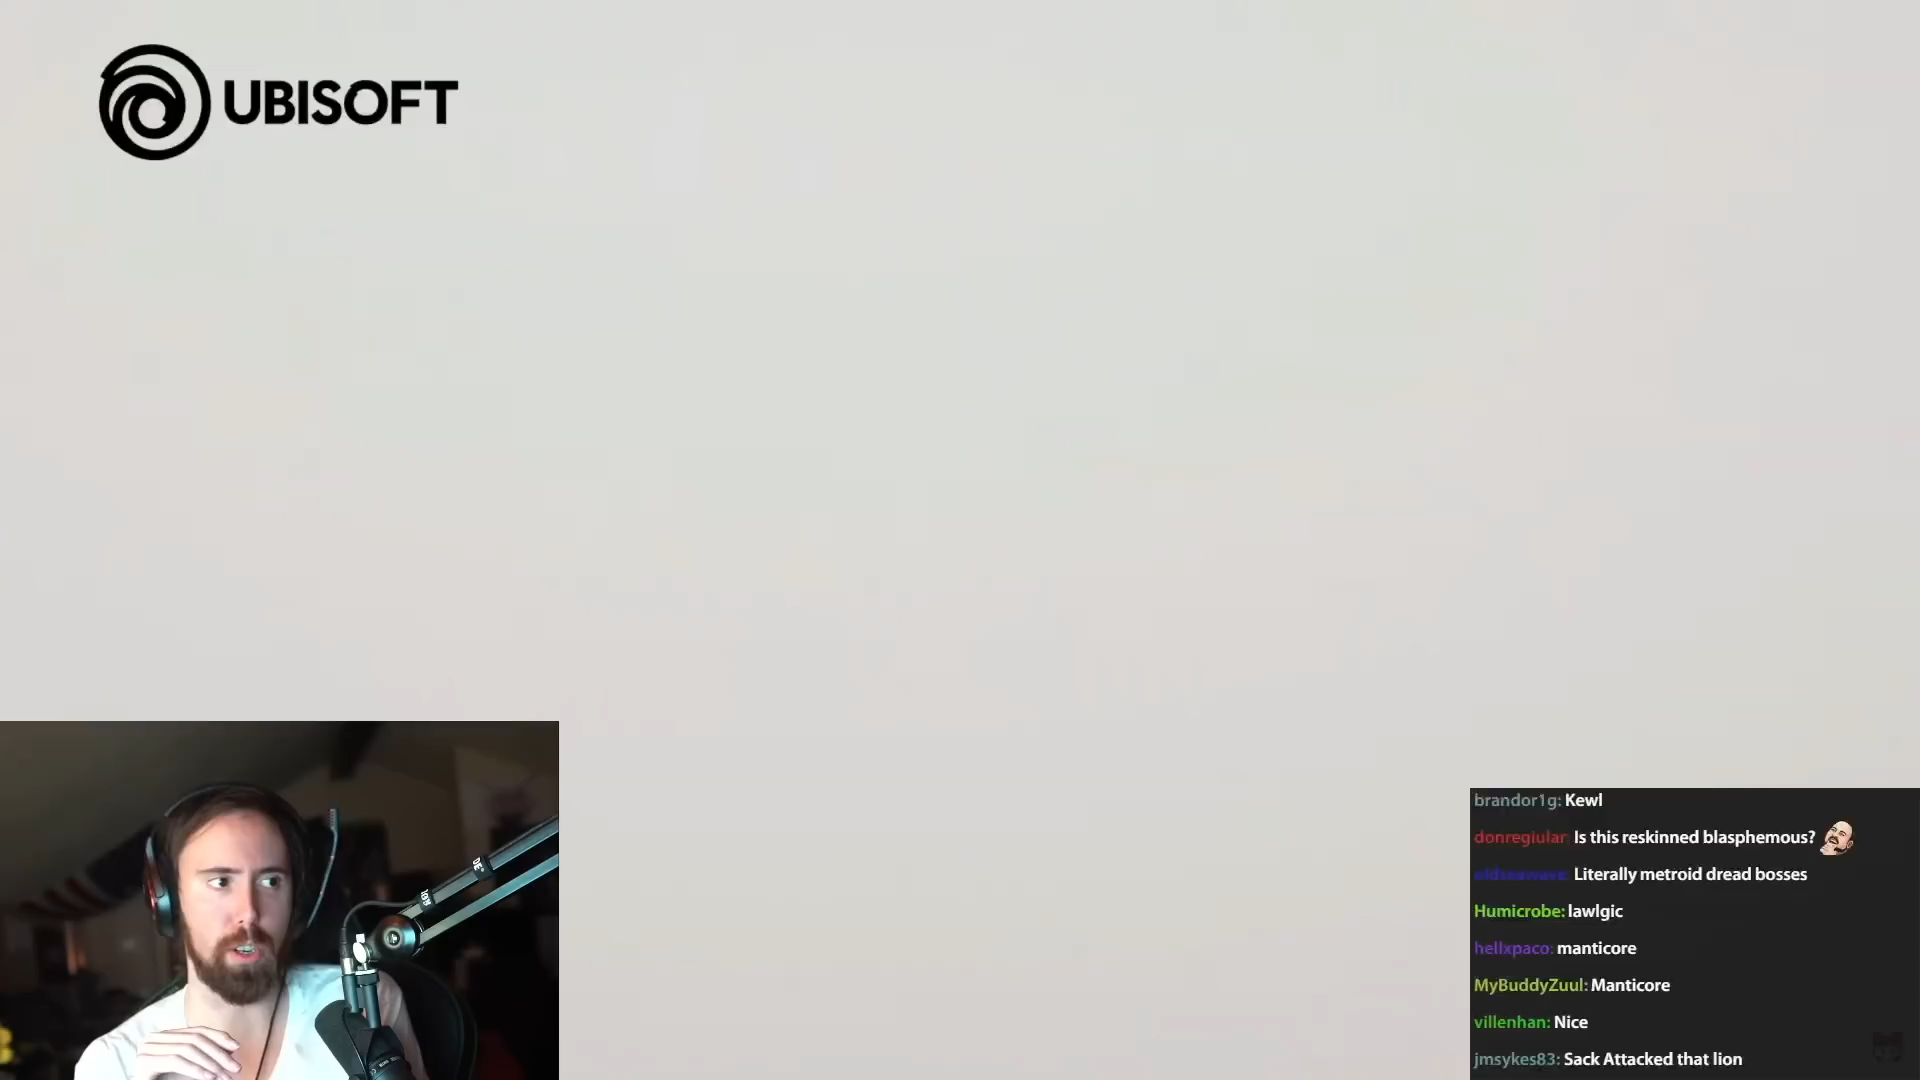 UBISOFT
brandor1g: Kewl
donregiular: Is this reskinned blasphemous?
oldseawave: Literally metroid dread bosses
Humicrobe: lawlgic
hellxpaco: manticore
MyBuddyZuul: Manticore
villenhan: Nice
jmsykes83: Sack Attacked that lion